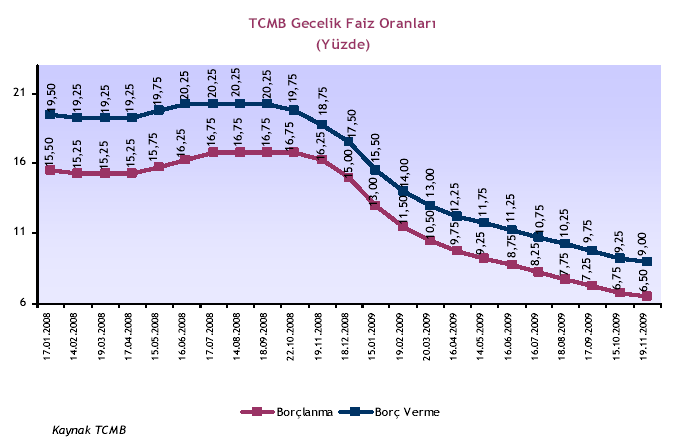 TCMB Gecelik Faiz Oranları
(Yüzde)
21
16
11
6
19,50 19,25 19,25 19,25 19,75 20,25 20,25 20,25 20,25 19,75 18,75 17,50 15,50 14,00 13,00 12,25 11,75 11,25 10,75 10,25 9,75 9,25 9,00
15,50 15,25 15,25 15,25 15,75 16,25 16,75 16,75 16,75 16,75 16,25 15,00 13,00 11,50 10,50 9,75 9,25 8,75 8,25 7,75 7,25 6,75 6,50
17.01.2008 14.02.2008 19.03.2008 17.04.2008 15.05.2008 16.06.2008 17.07.2008 14.08.2008 18.09.2008 22.10.2008 19.11.2008 18.12.2008 15.01.2009 19.02.2009 20.03.2009 16.04.2009 14.05.2009 16.06.2009 16.07.2009 18.08.2009 17.09.2009 15.10.2009 19.11.2009
Borçlanma Borç Verme
Kaynak TCMB